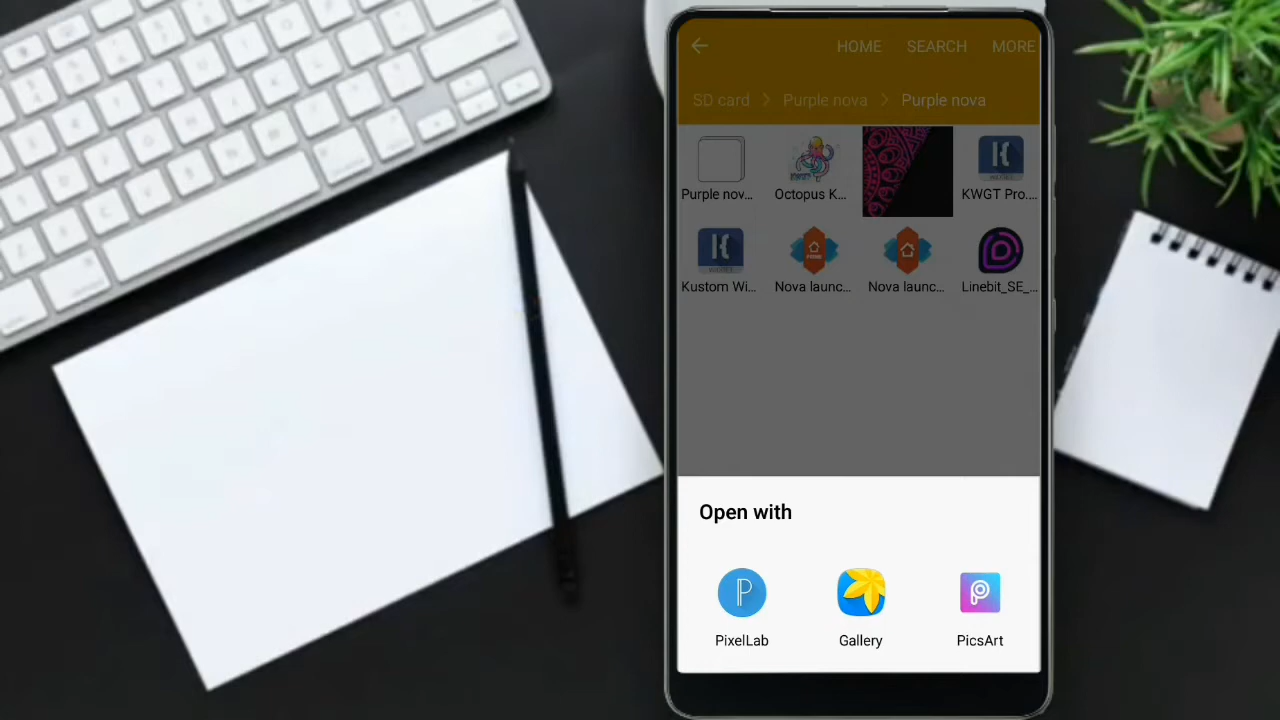 HOME SEARCH MORE
SD card > Purple nova > Purple nova
Purple nov... Octopus K... KWGT Pro....
Kustom Wi... Nova launc... Nova launc... Linebit_SE_...
Open with
PixelLab Gallery PicsArt